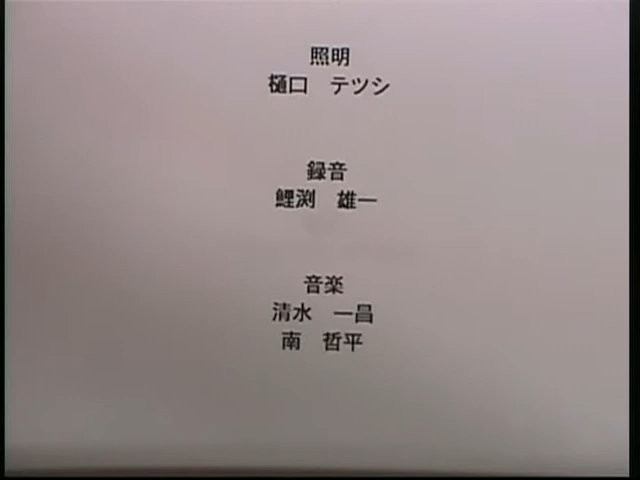 照明
樋口　テツシ
録音
鯉渕　雄一
音楽
清水　一昌
南　哲平